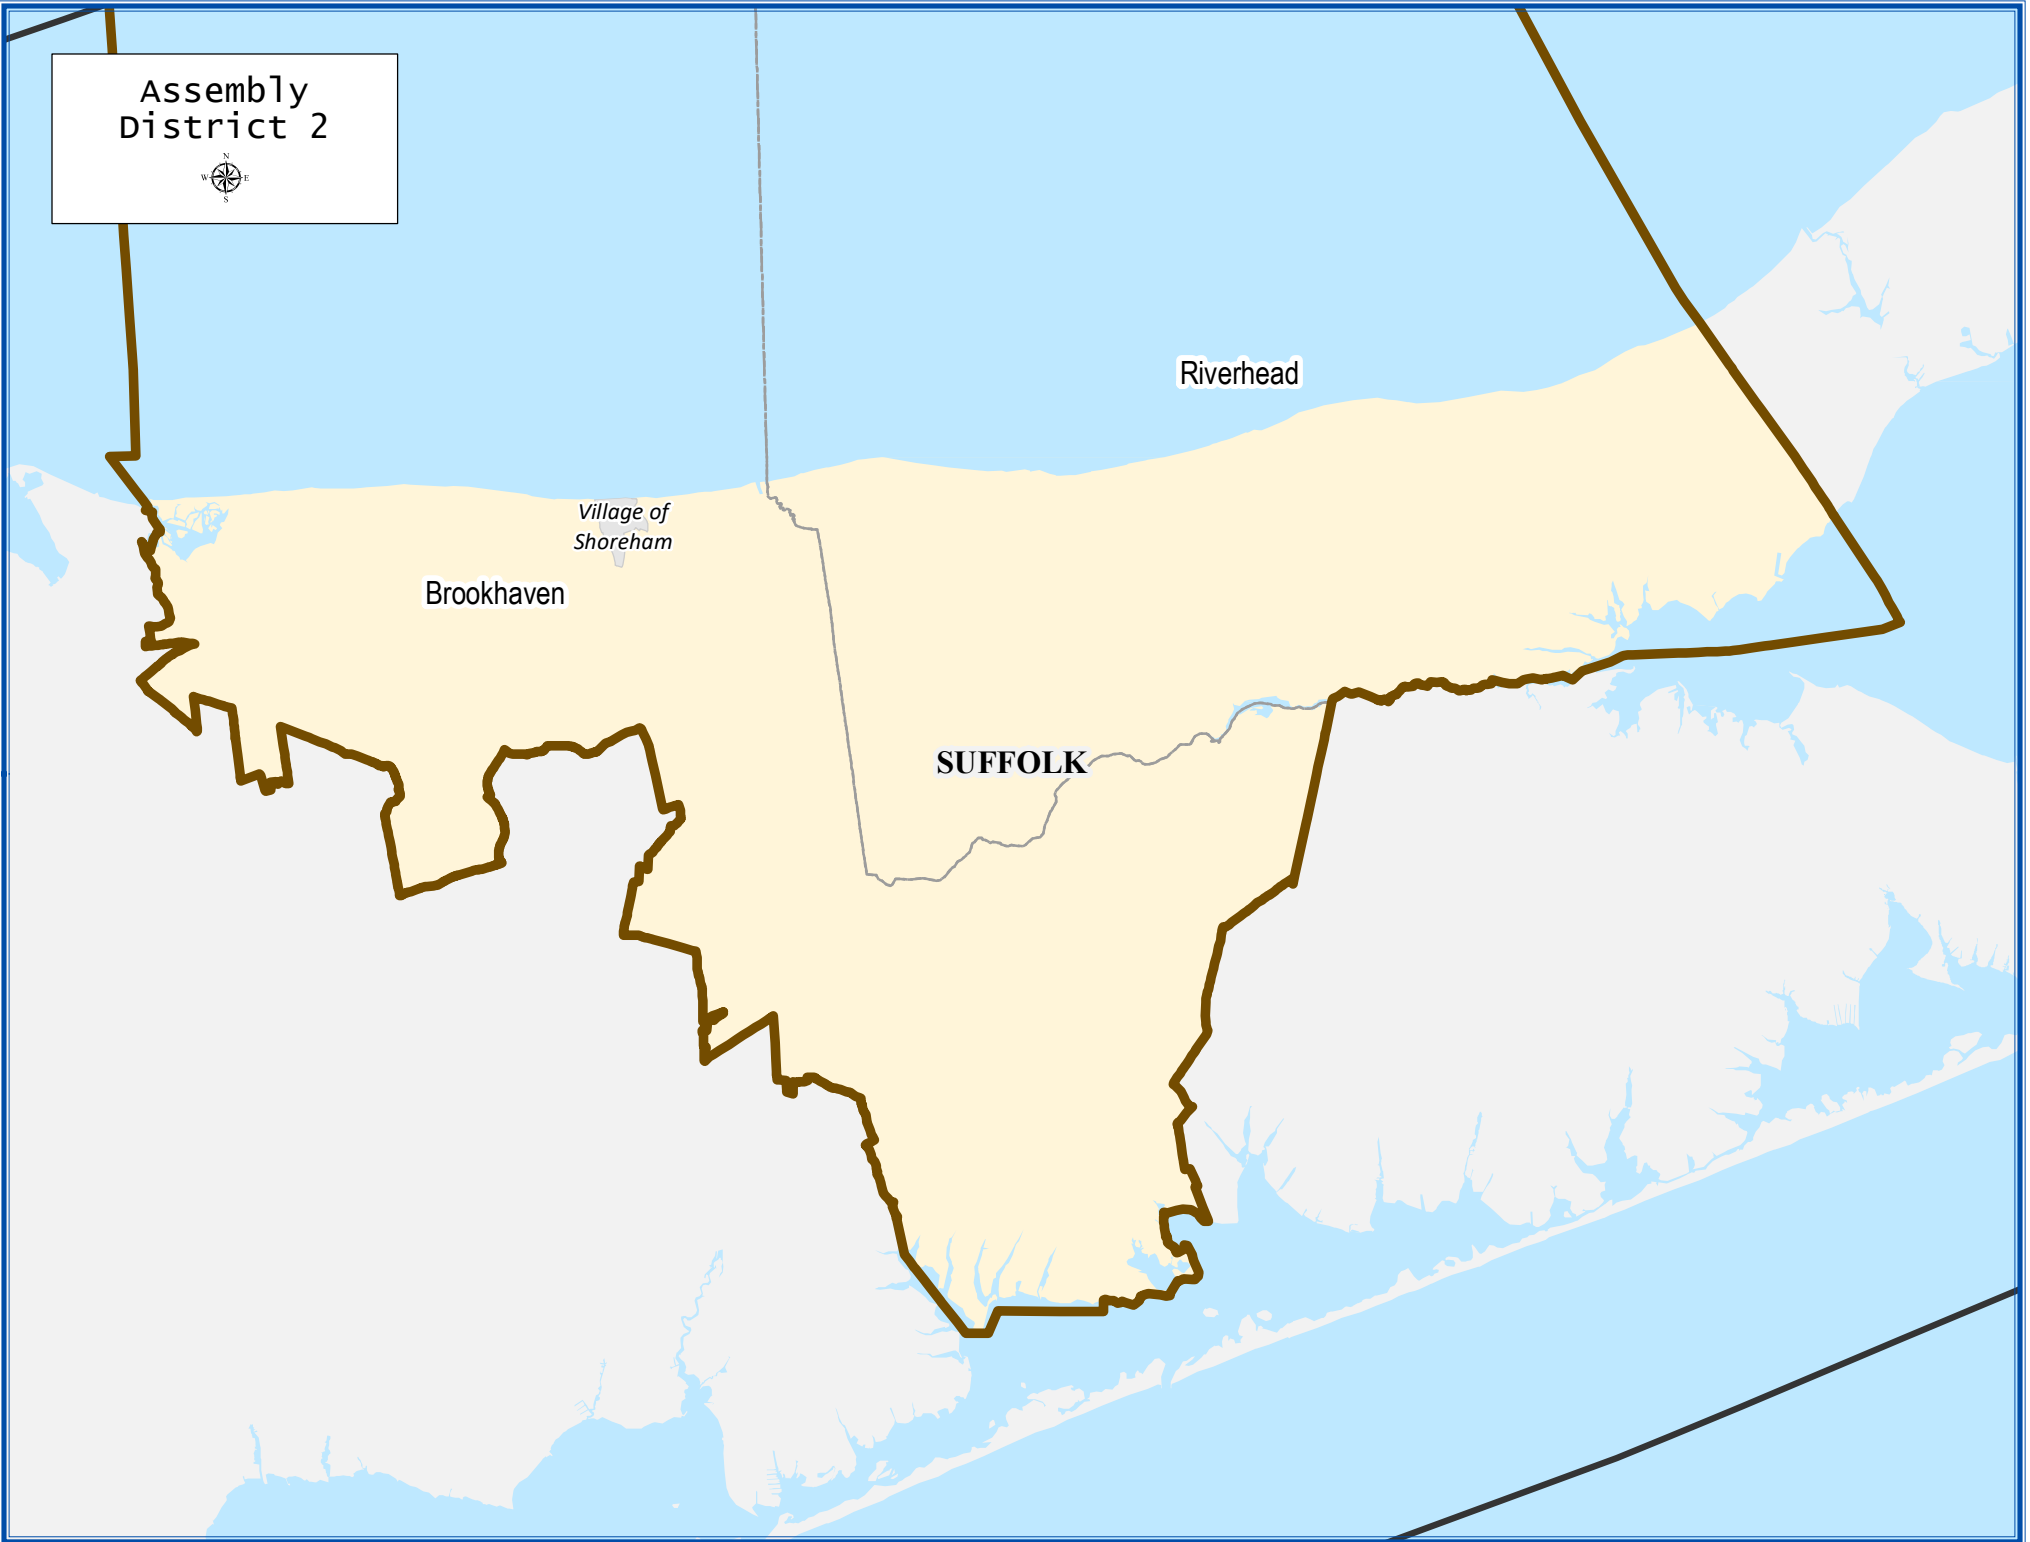 Assembly
District 2
N
W E
S
Riverhead
Village of
Shoreham
Brookhaven
SUFFOLK